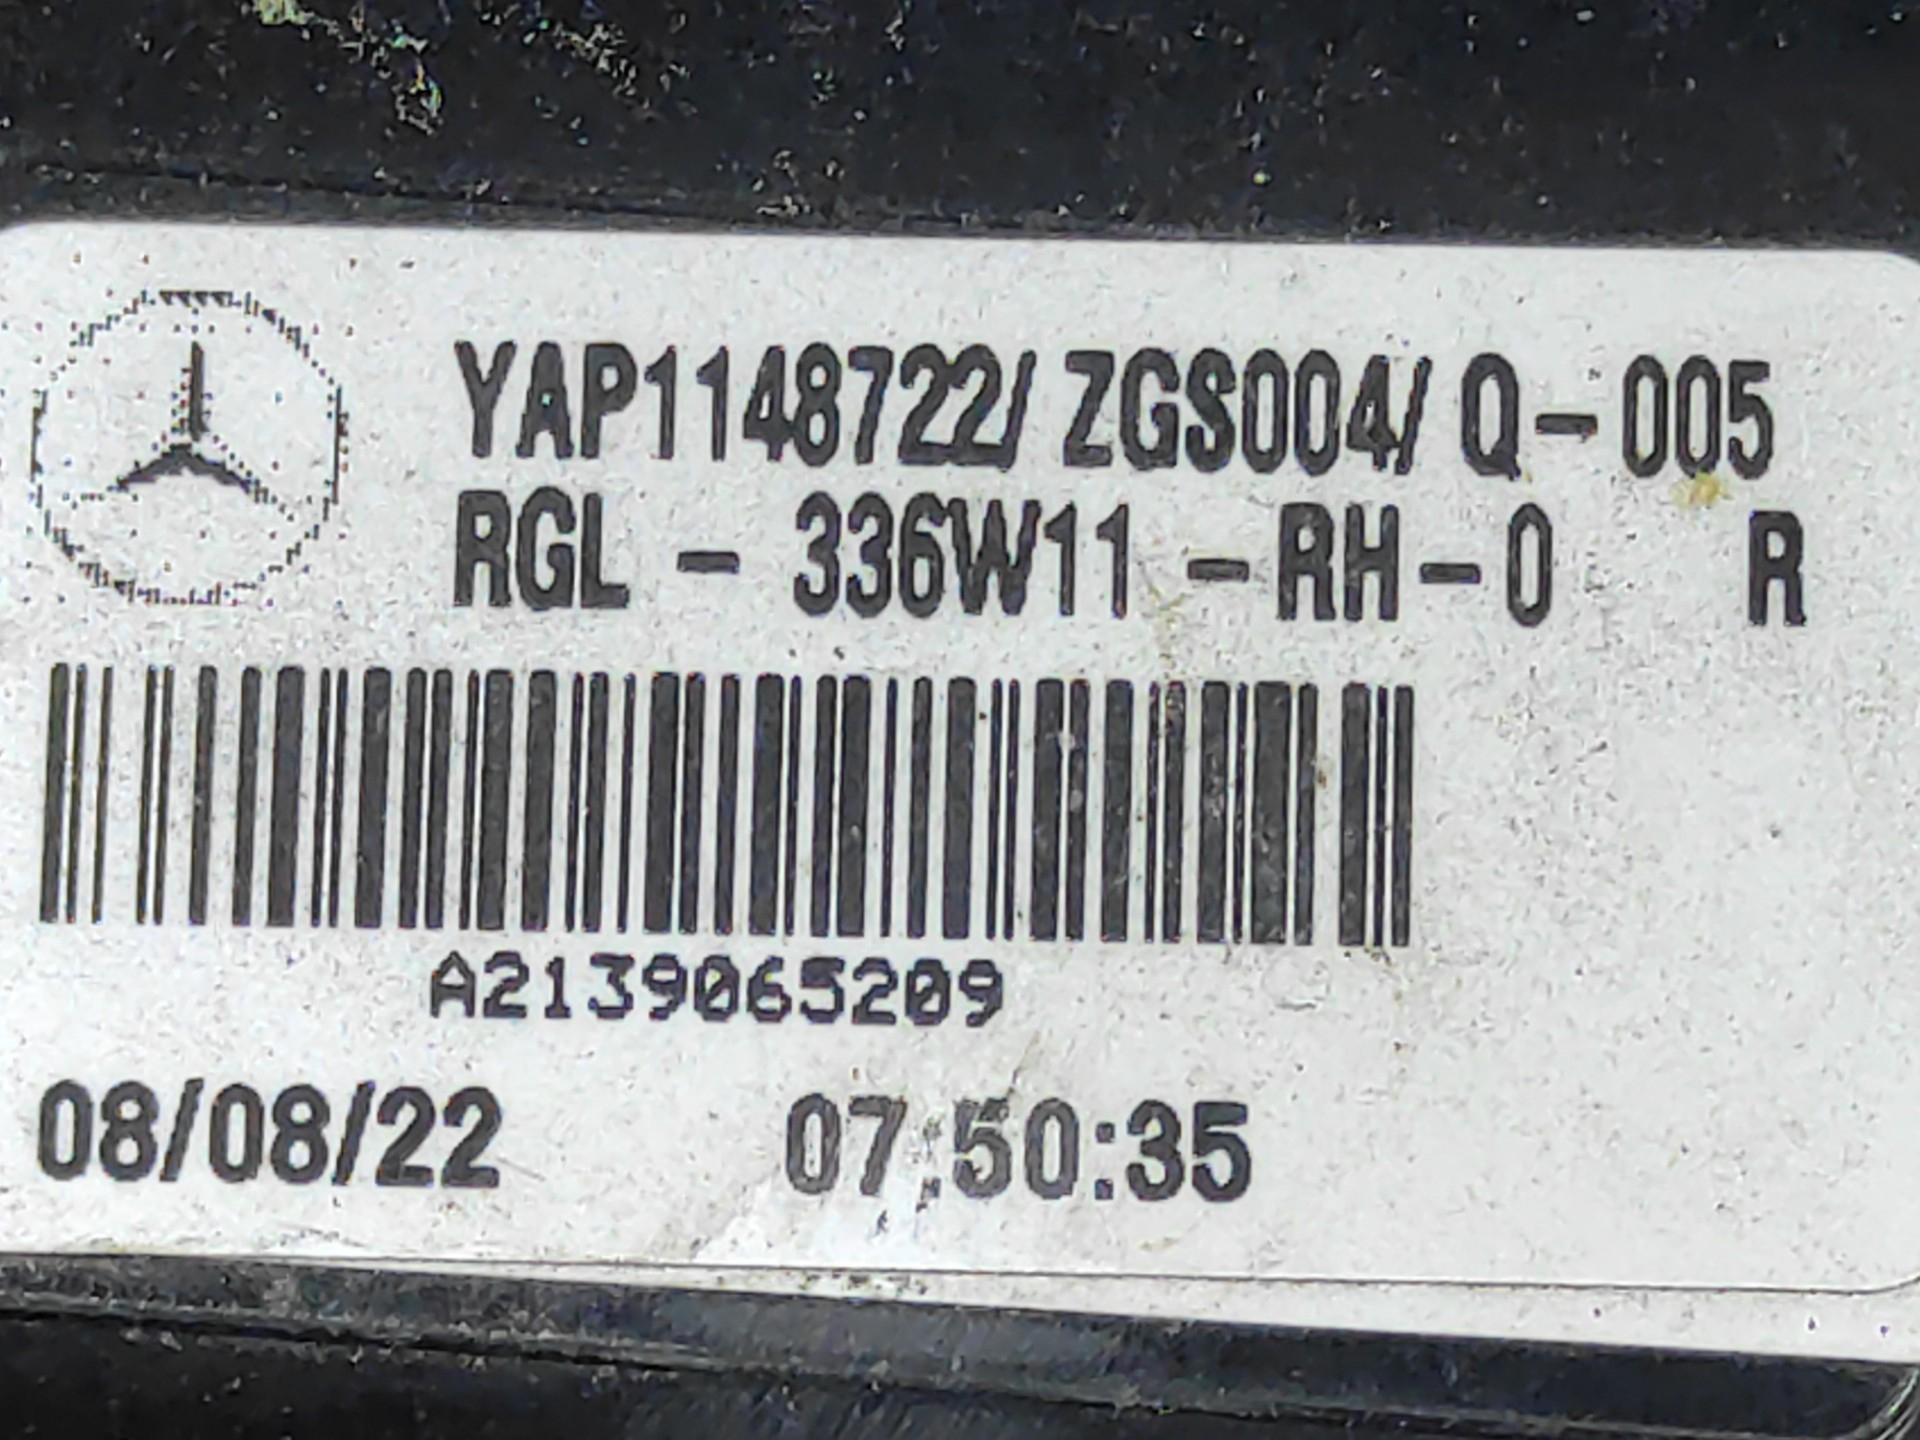 YAP1148722/ ZGS004/ Q-005
RGL - 336W11 -RH-0 R
A2139065209
08/08/22 07:50:35